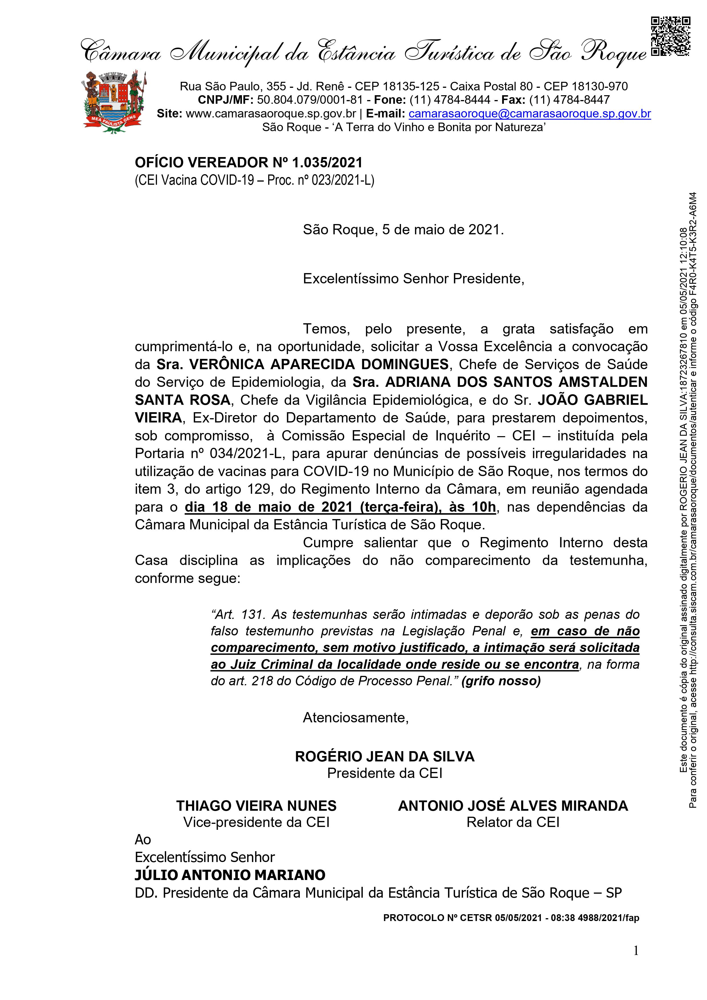 Câmara Municipal da Estância Turística de São Roque
MEA PAULISTA GENS
Rua São Paulo, 355 - Jd. Renê - CEP 18135-125 - Caixa Postal 80 - CEP 18130-970
CNPJ/MF: 50.804.079/0001-81 - Fone: (11) 4784-8444 - Fax: (11) 4784-8447
Site: www.camarasaoroque.sp.gov.br | E-mail: camarasaoroque@camarasaoroque.sp.gov.br
São Roque - ‘A Terra do Vinho e Bonita por Natureza’
OFÍCIO VEREADOR Nº 1.035/2021
(CEI Vacina COVID-19 – Proc. nº 023/2021-L)
São Roque, 5 de maio de 2021.
Excelentíssimo Senhor Presidente,
Temos, pelo presente, a grata satisfação em
cumprimentá-lo e, na oportunidade, solicitar a Vossa Excelência a convocação
da Sra. VERÔNICA APARECIDA DOMINGUES, Chefe de Serviços de Saúde
do Serviço de Epidemiologia, da Sra. ADRIANA DOS SANTOS AMSTALDEN
SANTA ROSA, Chefe da Vigilância Epidemiológica, e do Sr. JOÃO GABRIEL
VIEIRA, Ex-Diretor do Departamento de Saúde, para prestarem depoimentos,
sob compromisso, à Comissão Especial de Inquérito – CEI – instituída pela
Portaria nº 034/2021-L, para apurar denúncias de possíveis irregularidades na
utilização de vacinas para COVID-19 no Município de São Roque, nos termos do
item 3, do artigo 129, do Regimento Interno da Câmara, em reunião agendada
para o dia 18 de maio de 2021 (terça-feira), às 10h, nas dependências da
Câmara Municipal da Estância Turística de São Roque.
Cumpre salientar que o Regimento Interno desta
Casa disciplina as implicações do não comparecimento da testemunha,
conforme segue:
“Art. 131. As testemunhas serão intimadas e deporão sob as penas do
falso testemunho previstas na Legislação Penal e, em caso de não
comparecimento, sem motivo justificado, a intimação será solicitada
ao Juiz Criminal da localidade onde reside ou se encontra, na forma
do art. 218 do Código de Processo Penal.” (grifo nosso)
Atenciosamente,
ROGÉRIO JEAN DA SILVA
Presidente da CEI
THIAGO VIEIRA NUNES
Vice-presidente da CEI
ANTONIO JOSÉ ALVES MIRANDA
Relator da CEI
Ao
Excelentíssimo Senhor
JÚLIO ANTONIO MARIANO
DD. Presidente da Câmara Municipal da Estância Turística de São Roque – SP
PROTOCOLO Nº CETSR 05/05/2021 - 08:38 4988/2021/fap
1
Este documento é cópia do original assinado digitalmente por ROGERIO JEAN DA SILVA:18723267810 em 05/05/2021 12:10:08
Para conferir o original, acesse http://consulta.siscam.com.br/camarasaoroque/documentos/autenticar e informe o código F4R0-K4T5-K3R2-A6M4